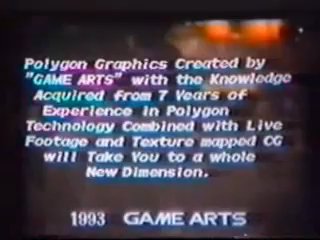 Polygon Graphics Created by
"GAME ARTS" with the Knowledge
Acquired from 7 Years of
Experience in Polygon
Technology Combined with Live
Footage and Texture mapped CG
will Take You to a whole
New Dimension.
1993 GAME ARTS